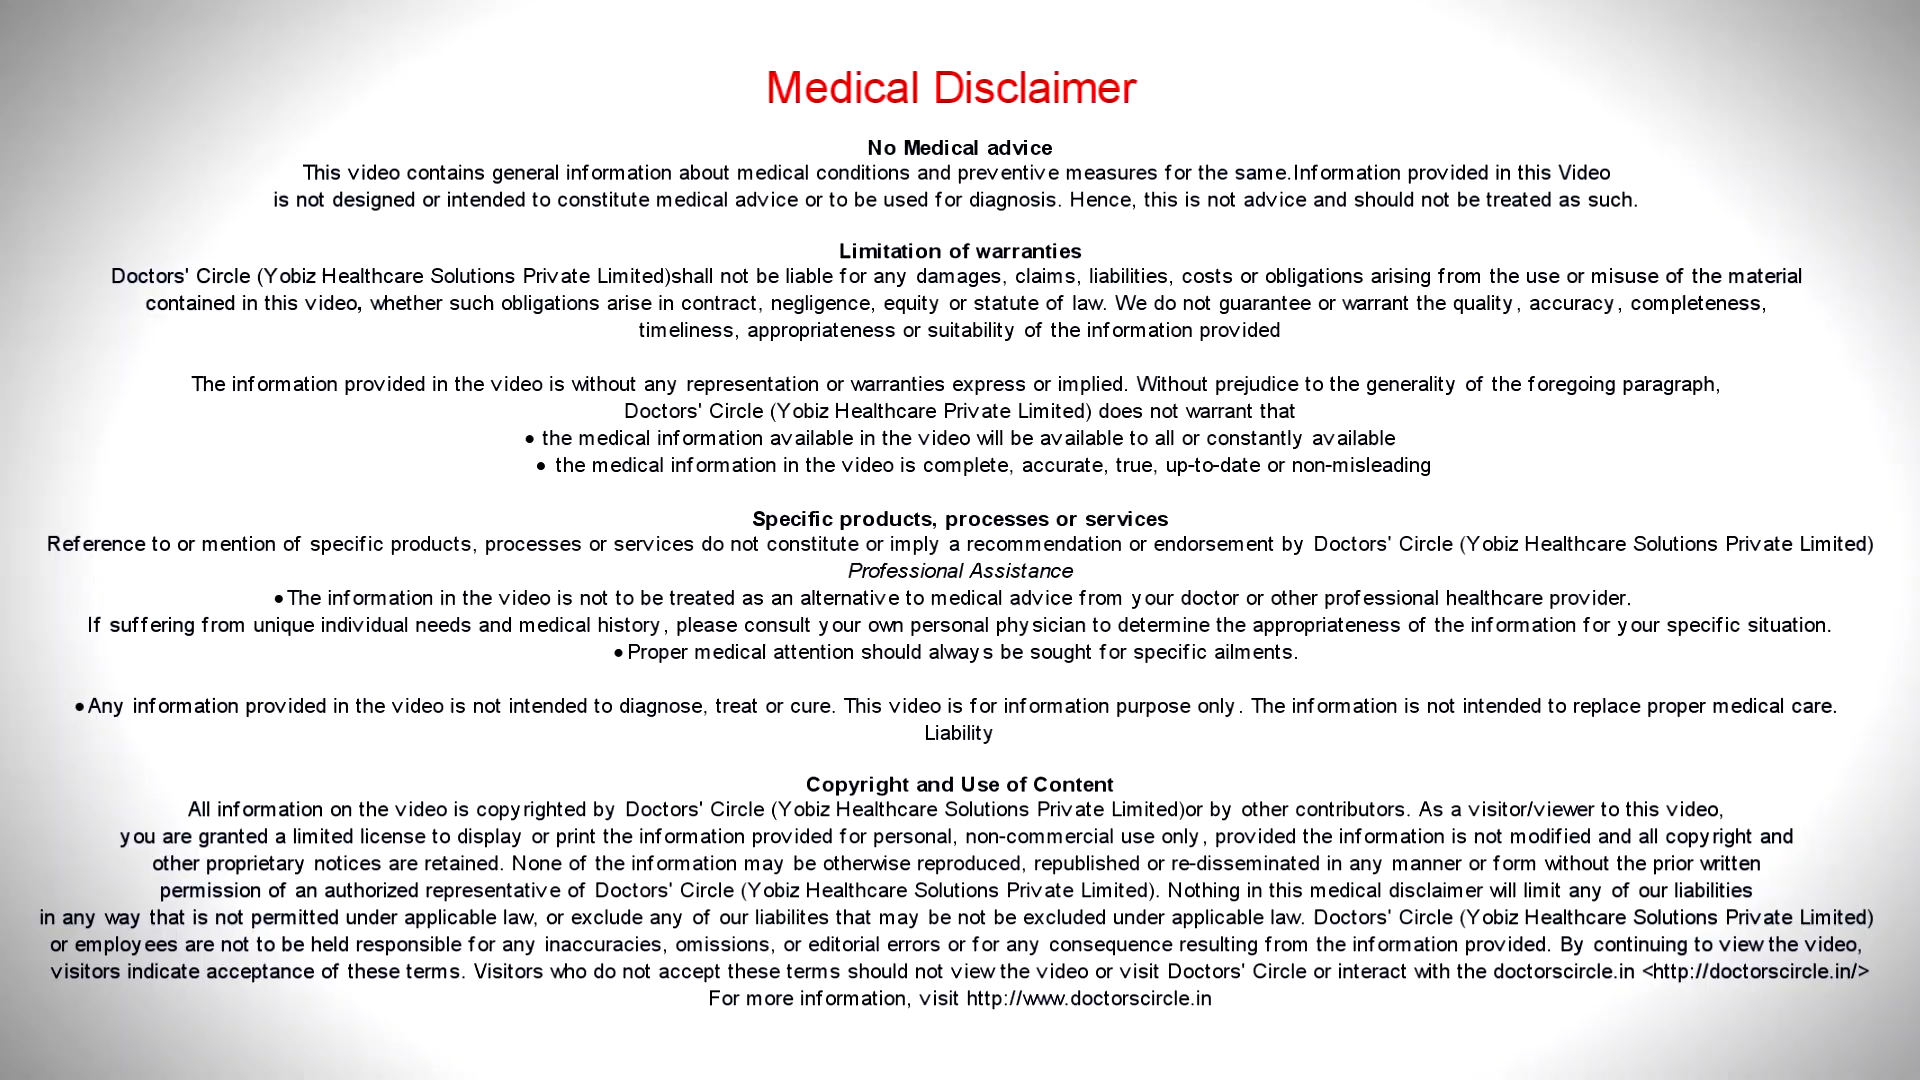 Medical Disclaimer
No Medical advice
This video contains general information about medical conditions and preventive measures for the same.Information provided in this Video
is not designed or intended to constitute medical advice or to be used for diagnosis. Hence, this is not advice and should not be treated as such.
Limitation of warranties
Doctors' Circle (Yobiz Healthcare Solutions Private Limited)shall not be liable for any damages, claims, liabilities, costs or obligations arising from the use or misuse of the material
contained in this video, whether such obligations arise in contract, negligence, equity or statute of law. We do not guarantee or warrant the quality, accuracy, completeness,
timeliness, appropriateness or suitability of the information provided
The information provided in the video is without any representation or warranties express or implied. Without prejudice to the generality of the foregoing paragraph,
Doctors' Circle (Yobiz Healthcare Private Limited) does not warrant that
• the medical information available in the video will be available to all or constantly available
• the medical information in the video is complete, accurate, true, up-to-date or non-misleading
Specific products, processes or services
Reference to or mention of specific products, processes or services do not constitute or imply a recommendation or endorsement by Doctors' Circle (Yobiz Healthcare Solutions Private Limited)
Professional Assistance
•The information in the video is not to be treated as an alternative to medical advice from your doctor or other professional healthcare provider.
If suffering from unique individual needs and medical history, please consult your own personal physician to determine the appropriateness of the information for your specific situation.
•Proper medical attention should always be sought for specific ailments.
•Any information provided in the video is not intended to diagnose, treat or cure. This video is for information purpose only. The information is not intended to replace proper medical care.
Liability
Copyright and Use of Content
All information on the video is copyrighted by Doctors' Circle (Yobiz Healthcare Solutions Private Limited)or by other contributors. As a visitor/viewer to this video,
you are granted a limited license to display or print the information provided for personal, non-commercial use only, provided the information is not modified and all copyright and
other proprietary notices are retained. None of the information may be otherwise reproduced, republished or re-disseminated in any manner or form without the prior written
permission of an authorized representative of Doctors' Circle (Yobiz Healthcare Solutions Private Limited). Nothing in this medical disclaimer will limit any of our liabilities
in any way that is not permitted under applicable law, or exclude any of our liabilites that may be not be excluded under applicable law. Doctors' Circle (Yobiz Healthcare Solutions Private Limited)
or employees are not to be held responsible for any inaccuracies, omissions, or editorial errors or for any consequence resulting from the information provided. By continuing to view the video,
visitors indicate acceptance of these terms. Visitors who do not accept these terms should not view the video or visit Doctors' Circle or interact with the doctorscircle.in <http://doctorscircle.in/>
For more information, visit http://www.doctorscircle.in